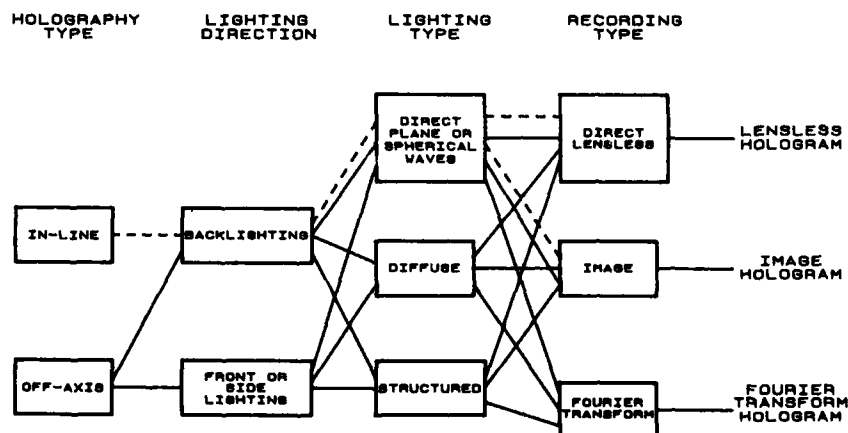 HOLOGRAPHY
TYPE
LIGHTING
DIRECTION
LIGHTING
TYPE
RECORDING
TYPE
DIRECT
PLANE OR
SPHERICAL
WAVES
DIRECT
LENSLESS
LENSLESS
HOLOGRAM
IN-LINE
BACKLIGHTING
DIFFUSE
IMAGE
IMAGE
HOLOGRAM
OFF-AXIS
FRONT OR
SIDE
LIGHTING
STRUCTURED
FOURIER
TRANSFORM
FOURIER
TRANSFORM
HOLOGRAM